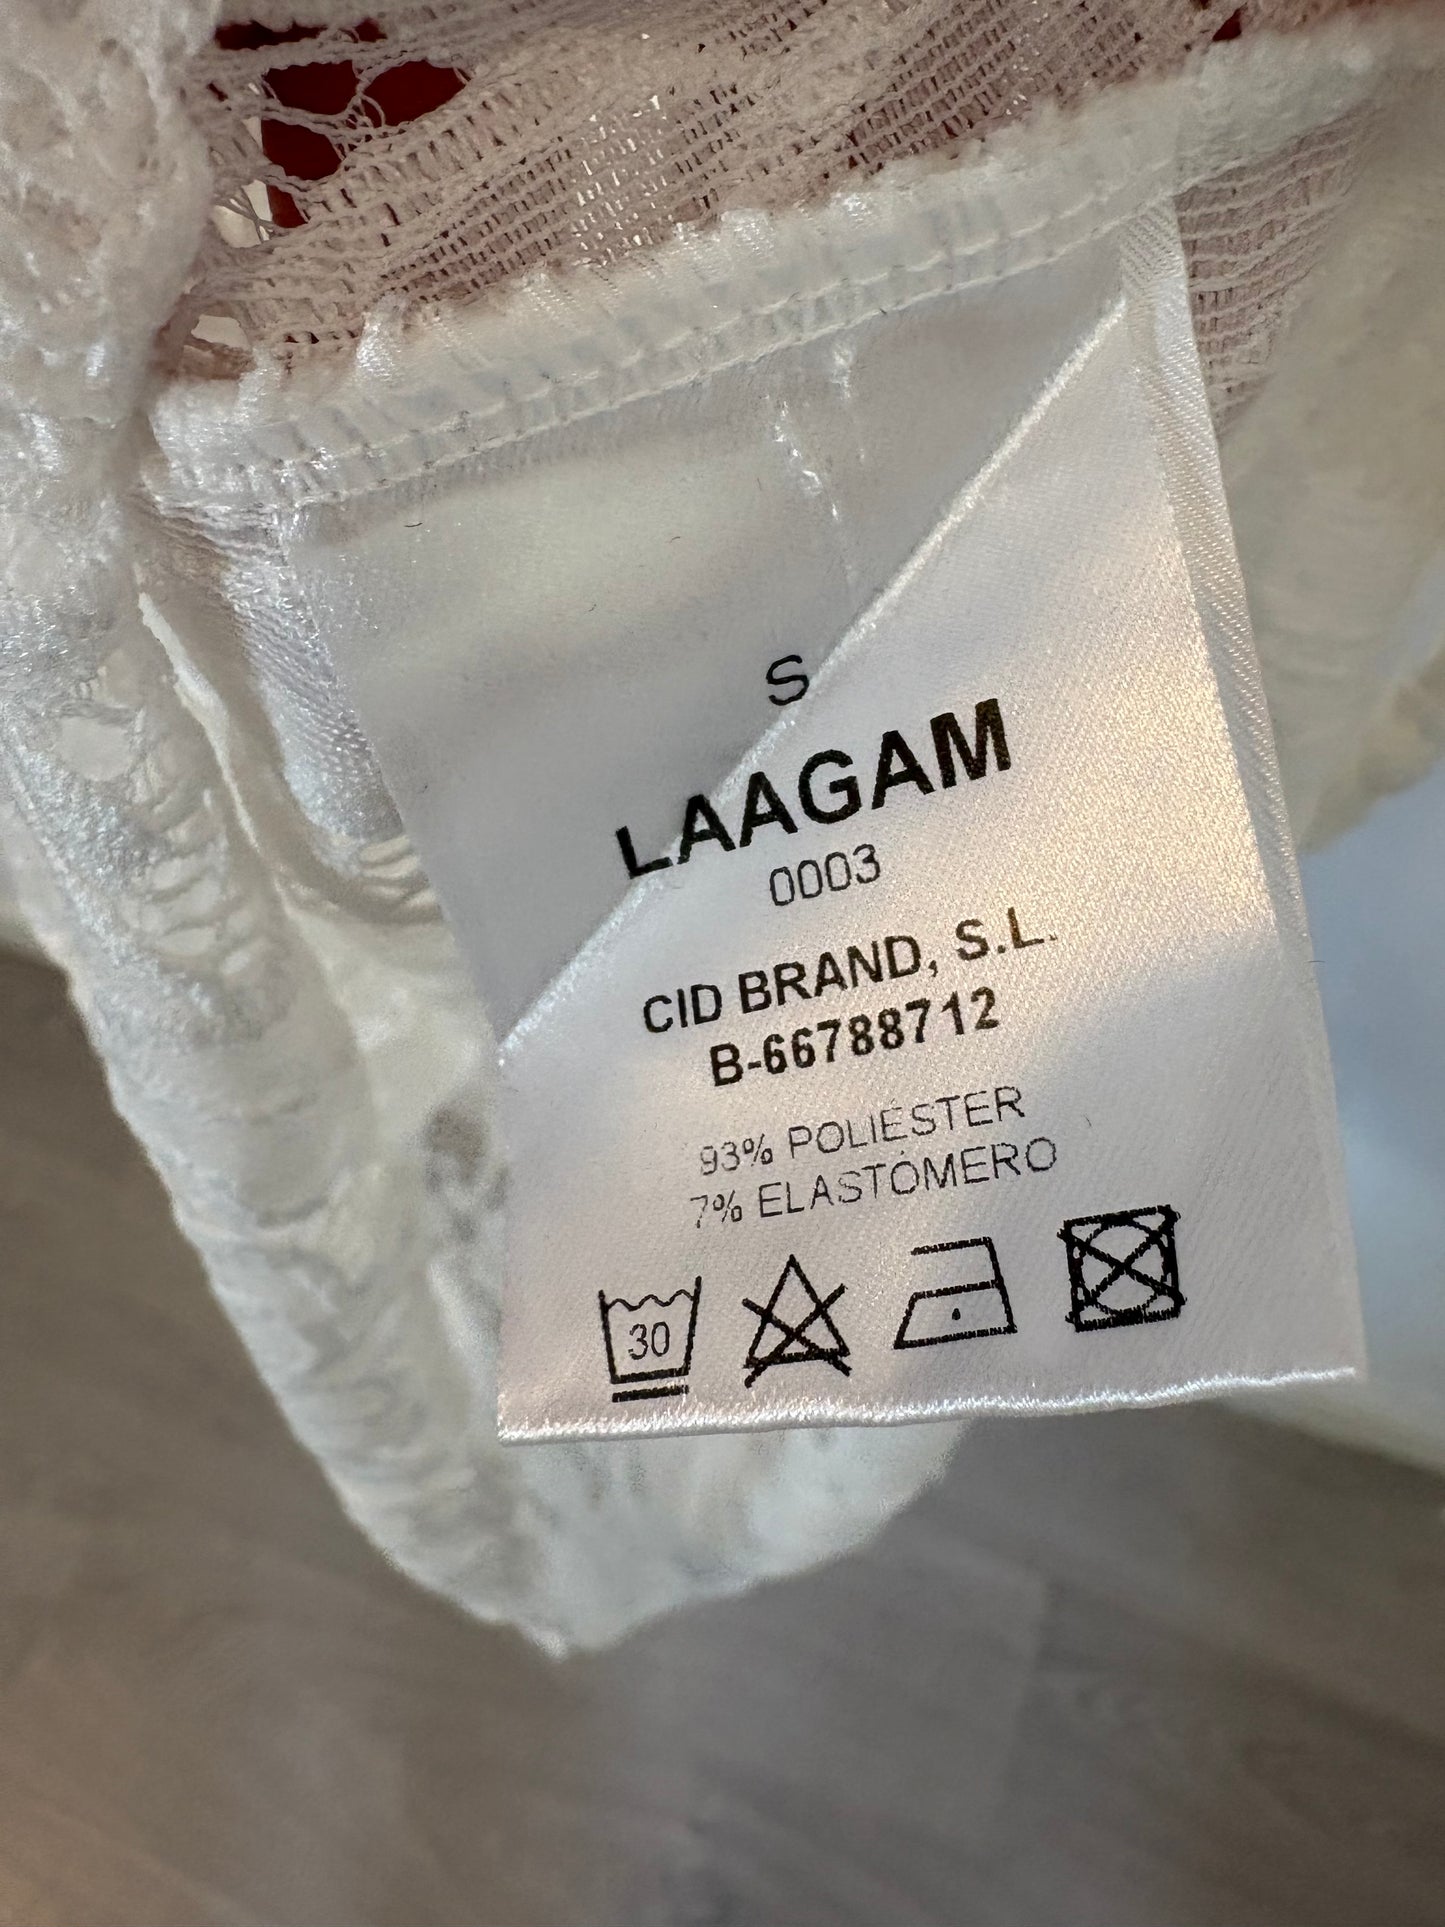 S
LAAGAM
0003
CID BRAND, S.L.
B-66788712
93% POLIÉSTER
7% ELASTÓMERO
30